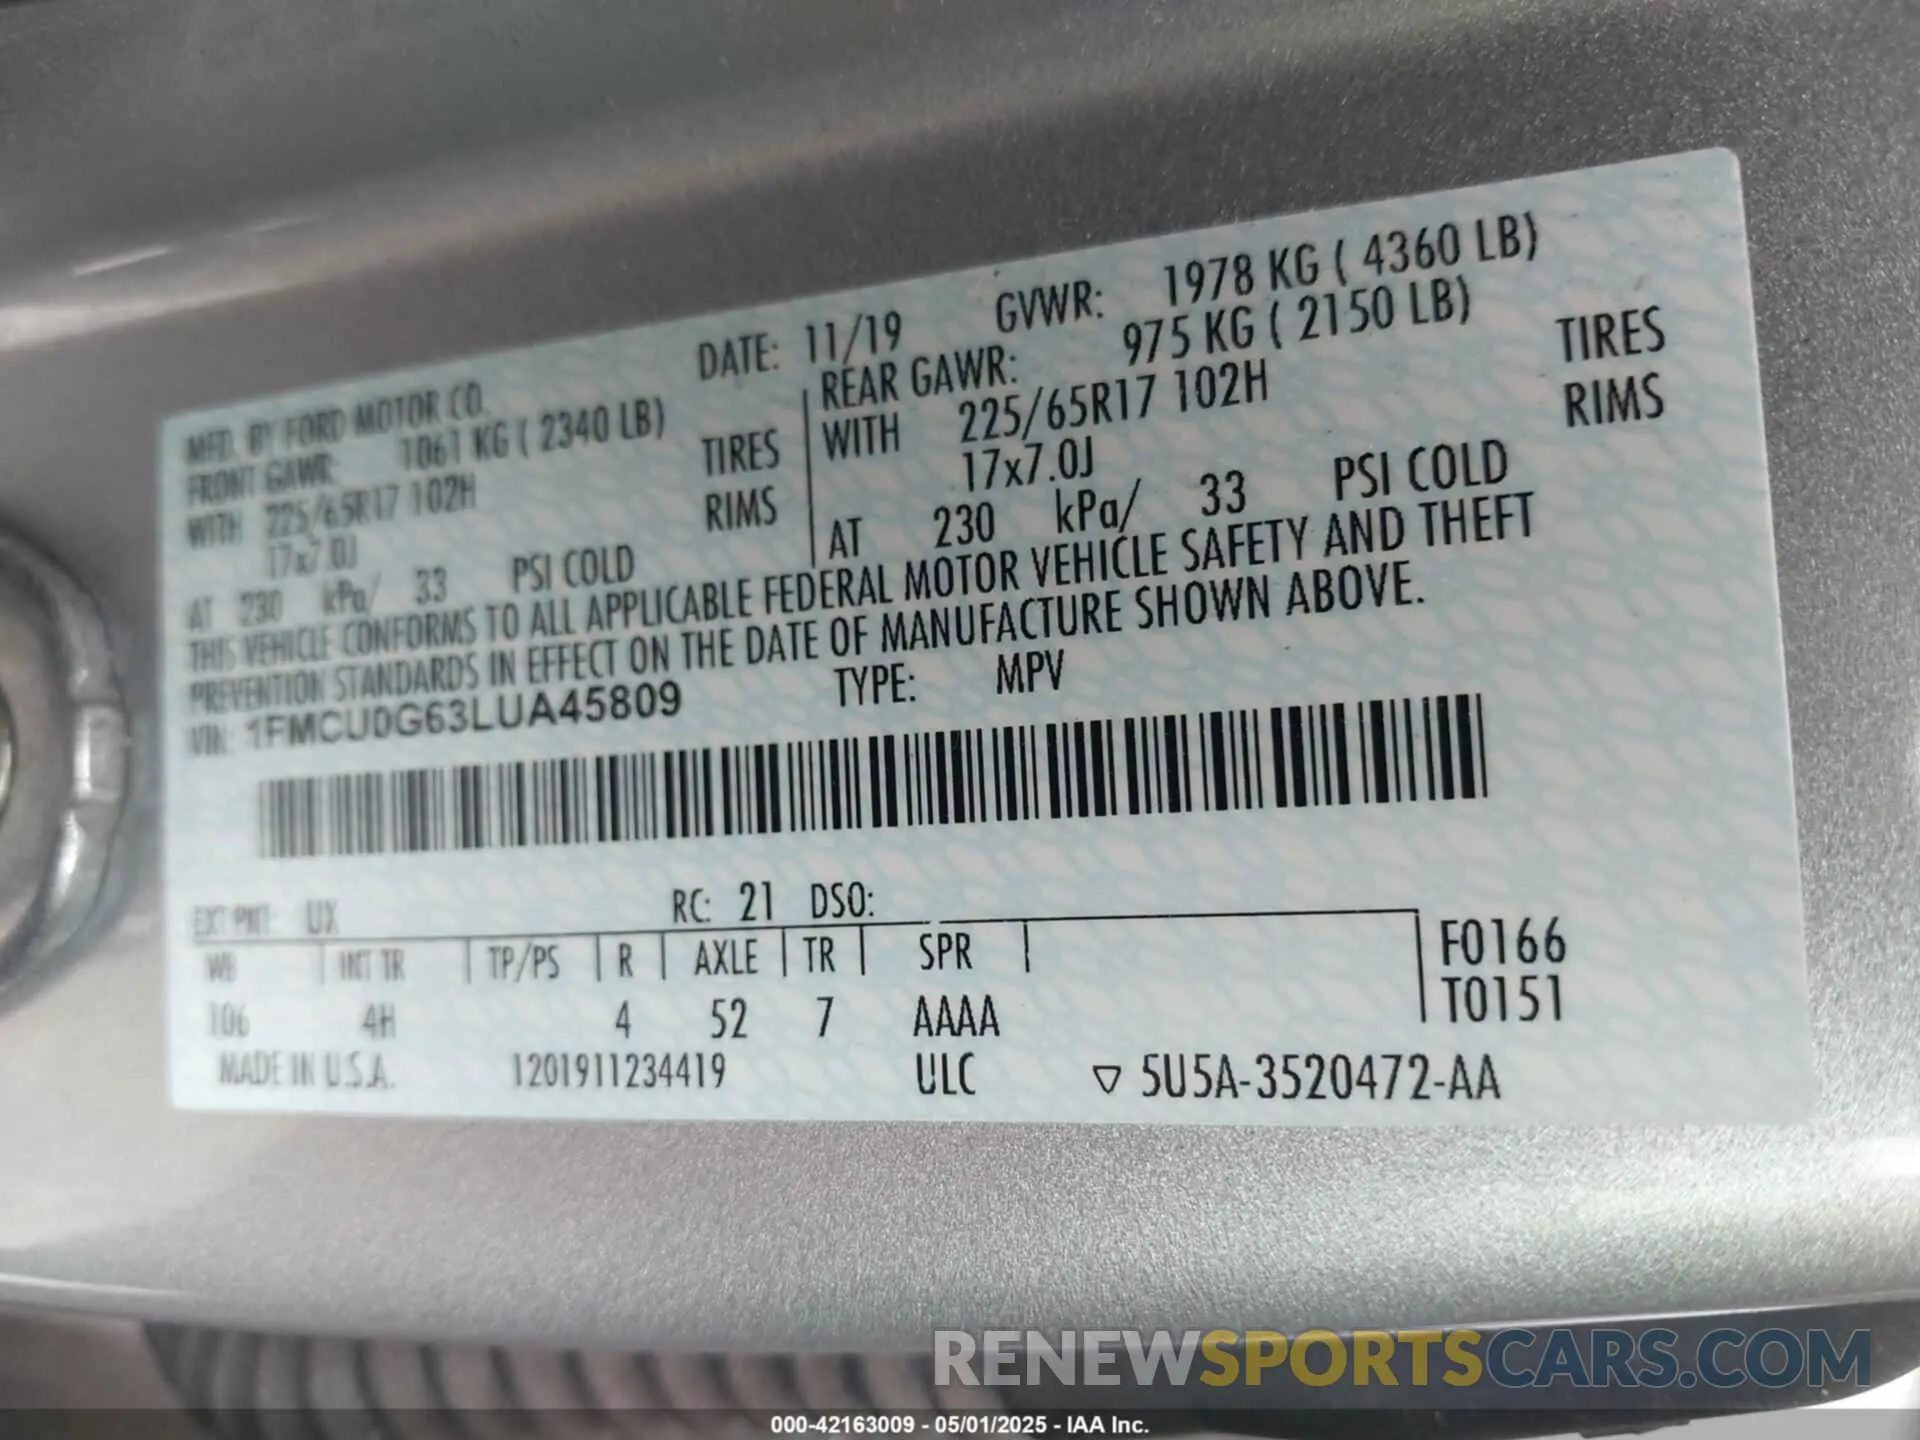 MFD. BY FORD MOTOR CO. DATE: 11/19 GVWR: 1978 KG ( 4360 LB)
FRONT GAWR: 1061 KG ( 2340 LB) REAR GAWR: 975 KG ( 2150 LB)
WITH 225/65R17 102H TIRES WITH 225/65R17 102H TIRES
17x7.0J RIMS 17x7.0J RIMS
AT 230 kPa/ 33 PSI COLD AT 230 kPa/ 33 PSI COLD
THIS VEHICLE CONFORMS TO ALL APPLICABLE FEDERAL MOTOR VEHICLE SAFETY AND THEFT
PREVENTION STANDARDS IN EFFECT ON THE DATE OF MANUFACTURE SHOWN ABOVE.
VIN: 1FMCU0G63LUA45809 TYPE: MPV
EXT PNT: UX RC: 21 DSO:
WB INT TR TP/PS R AXLE TR SPR F0166
106 4H 4 52 7 AAAA T0151
MADE IN U.S.A. 1201911234419 ULC ▽ 5U5A-3520472-AA
RENEWSPORTSCARS.COM
000-42163009 - 05/01/2025 - IAA Inc.